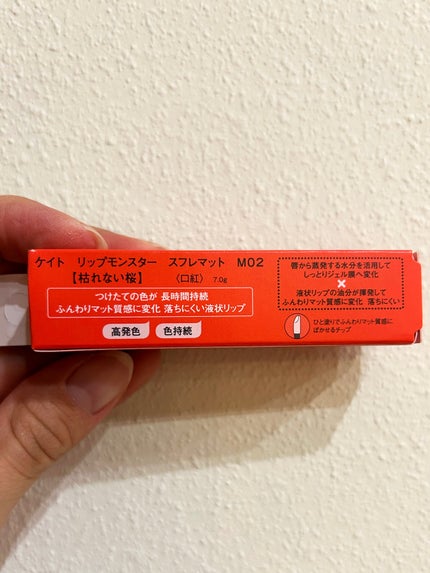 ケイト リップモンスター スフレマット M02
【枯れない桜】 〈口紅〉 7.0g
つけたての色が 長時間持続
ふんわりマット質感に変化 落ちにくい液状リップ
高発色 色持続
唇から蒸発する水分を活用して
しっとりジェル膜へ変化
×
液状リップの油分が揮発して
ふんわりマット質感に変化 落ちにくい
ひと塗りでふんわりマット質感に
ぼかせるチップ